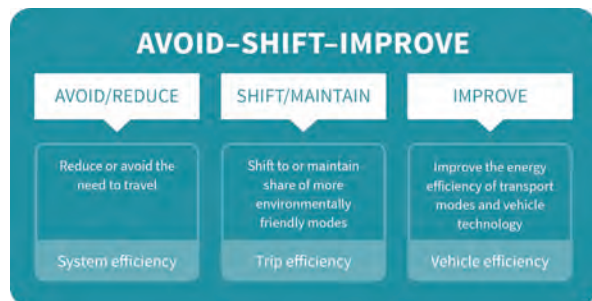 AVOID–SHIFT–IMPROVE
AVOID/REDUCE
SHIFT/MAINTAIN
IMPROVE
Reduce or avoid the
need to travel
Shift to or maintain
share of more
environmentally
friendly modes
Improve the energy
efficiency of transport
modes and vehicle
technology
System efficiency
Trip efficiency
Vehicle efficiency